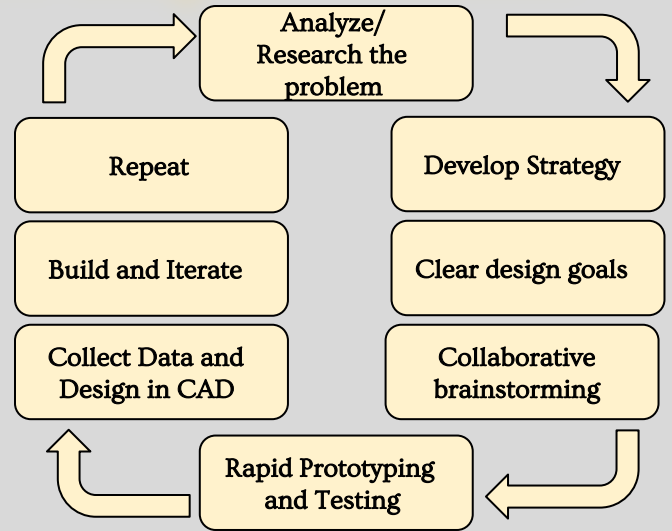 Analyze/
Research the
problem
Develop Strategy
Clear design goals
Collaborative
brainstorming
Rapid Prototyping
and Testing
Collect Data and
Design in CAD
Build and Iterate
Repeat